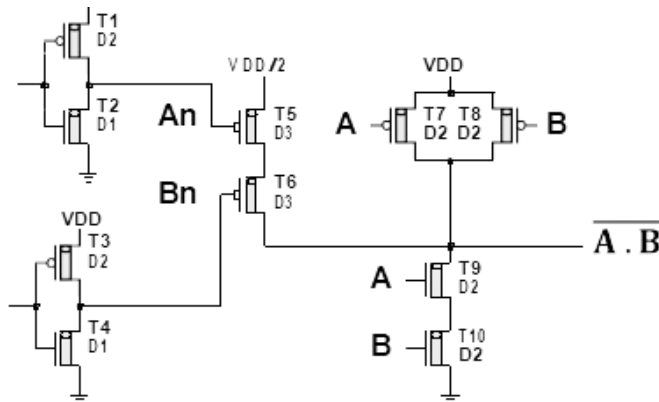 T1
D2
T2
D1
VDD/2
An
T5
D3
Bn
T6
D3
VDD
T3
D2
T4
D1
VDD
A
T7
D2
T8
D2
B
A . B
A
T9
D2
B
T10
D2